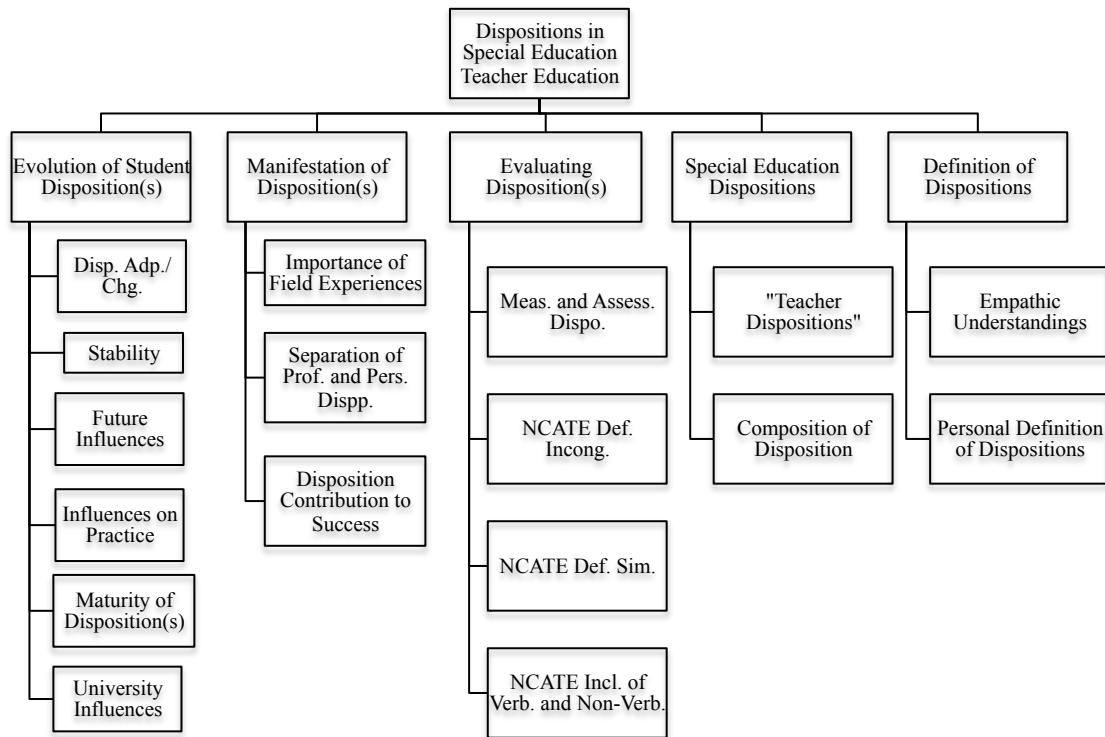 Dispositions in
Special Education
Teacher Education
Evolution of Student
Disposition(s)
Disp. Adp./
Chg.
Stability
Future
Influences
Influences on
Practice
Maturity of
Disposition(s)
University
Influences
Manifestation of
Disposition(s)
Importance of
Field Experiences
Separation of
Prof. and Pers.
Dispp.
Disposition
Contribution to
Success
Evaluating
Disposition(s)
Meas. and Assess.
Dispo.
NCATE Def.
Incong.
NCATE Def. Sim.
NCATE Incl. of
Verb. and Non-Verb.
Special Education
Dispositions
"Teacher
Dispositions"
Composition of
Disposition
Definition of
Dispositions
Empathic
Understandings
Personal Definition
of Dispositions